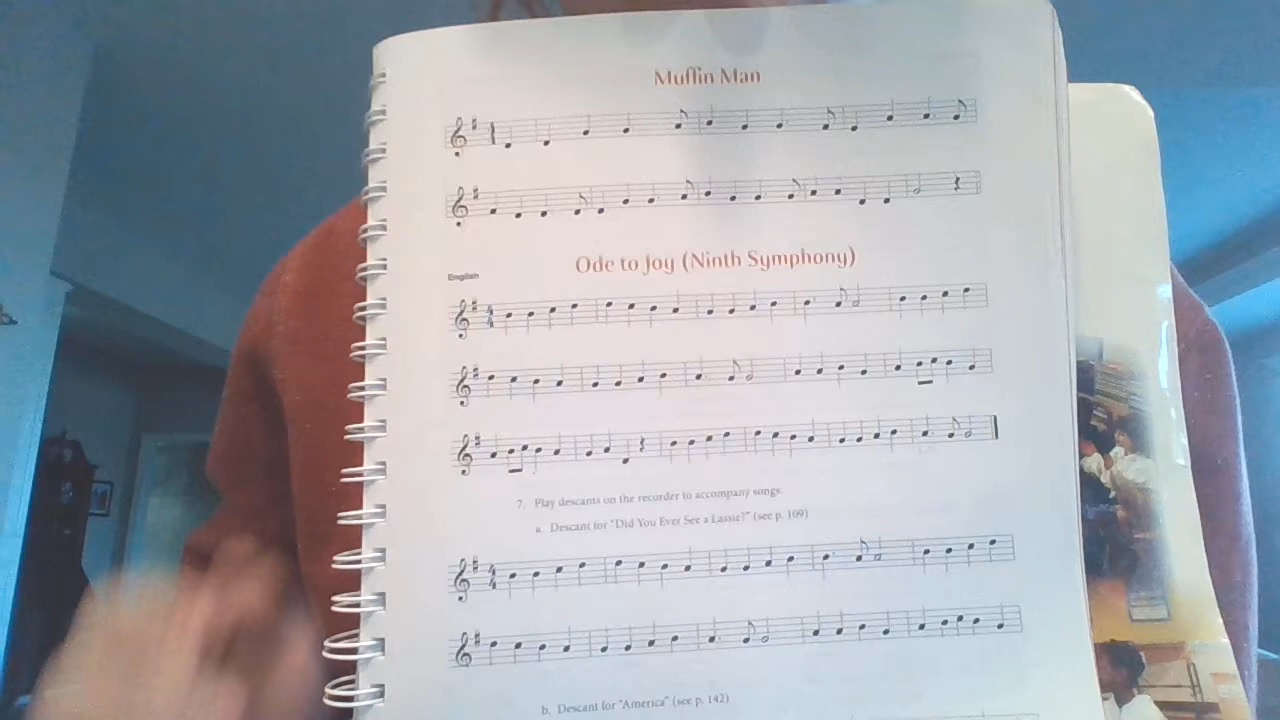 Muffin Man
English
Ode to Joy (Ninth Symphony)
7. Play descants on the recorder to accompany songs.
a. Descant for "Did You Ever See a Lassie?" (see p. 109)
b. Descant for "America" (see p. 142)